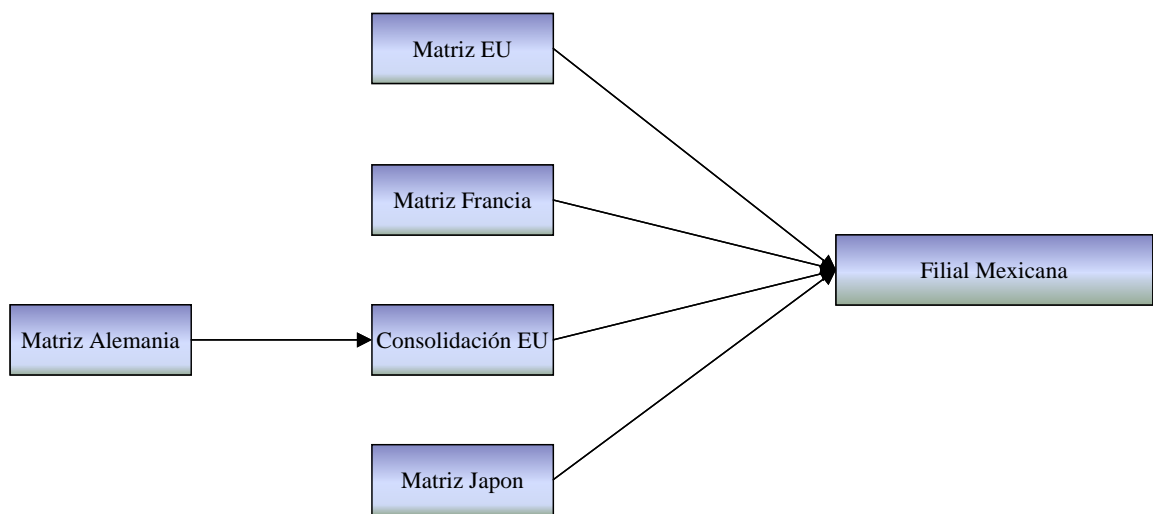 Matriz EU
Matriz Francia
Filial Mexicana
Matriz Alemania
Consolidación EU
Matriz Japon